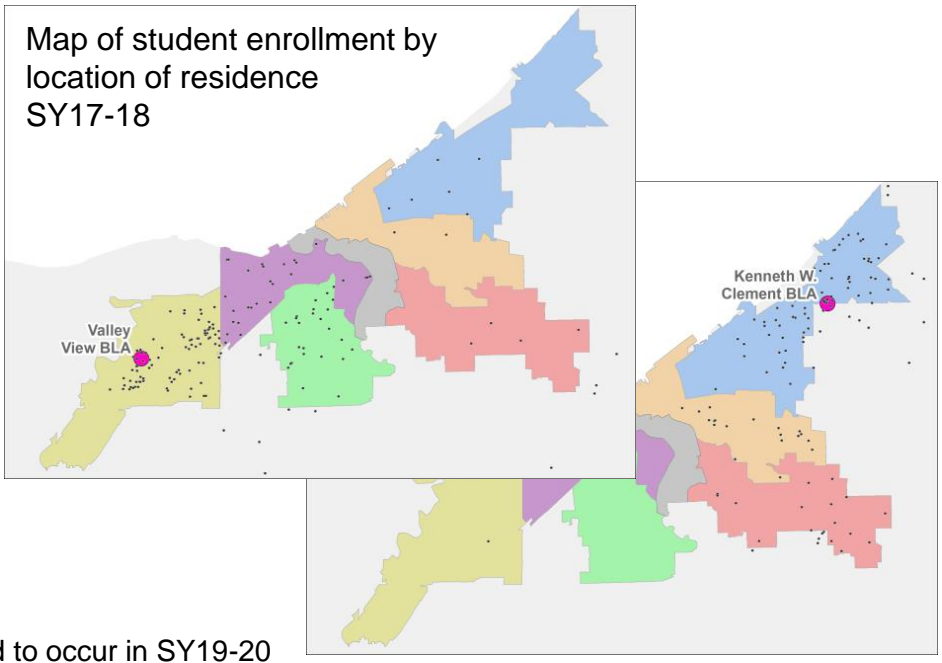 Map of student enrollment by
location of residence
SY17-18
Kenneth W.
Clement BLA
Valley
View BLA
to occur in SY19-20